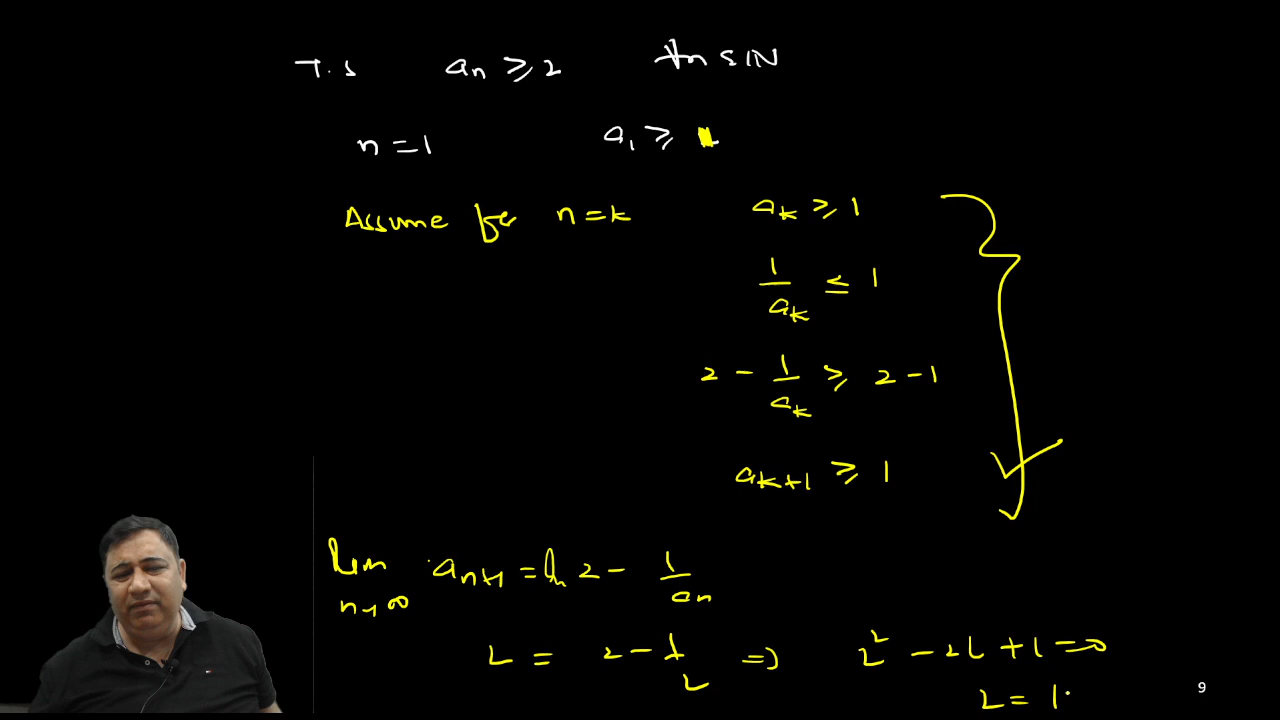 T.S aₙ ≥ 2 ∀n ∈ ℕ
n = 1 a₁ ≥ 1
Assume for n = k aₖ ≥ 1
1/aₖ ≤ 1
2 - 1/aₖ ≥ 2 - 1
aₖ₊₁ ≥ 1
lim n→∞ aₙ₊₁ = lim 2 - 1/aₙ
L = 2 - 1/L ⇒ L² - 2L + 1 = 0
L = 1.
9